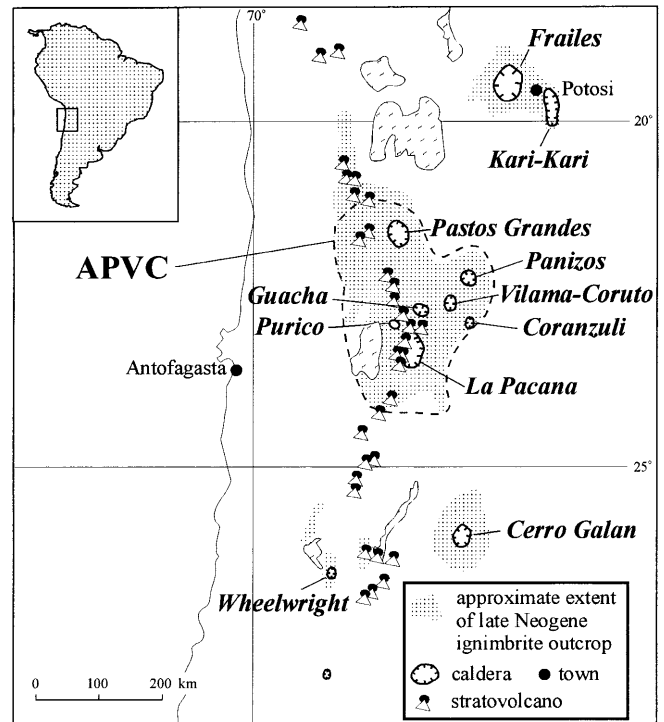 70˚
Frailes
Potosi
20˚
Kari-Kari
Pastos Grandes
APVC
Panizos
Guacha
Vilama-Coruto
Purico
Coranzuli
Antofagasta
La Pacana
25˚
Cerro Galan
Wheelwright
approximate extent
of late Neogene
ignimbrite outcrop
caldera town
stratovolcano
0 100 200 km